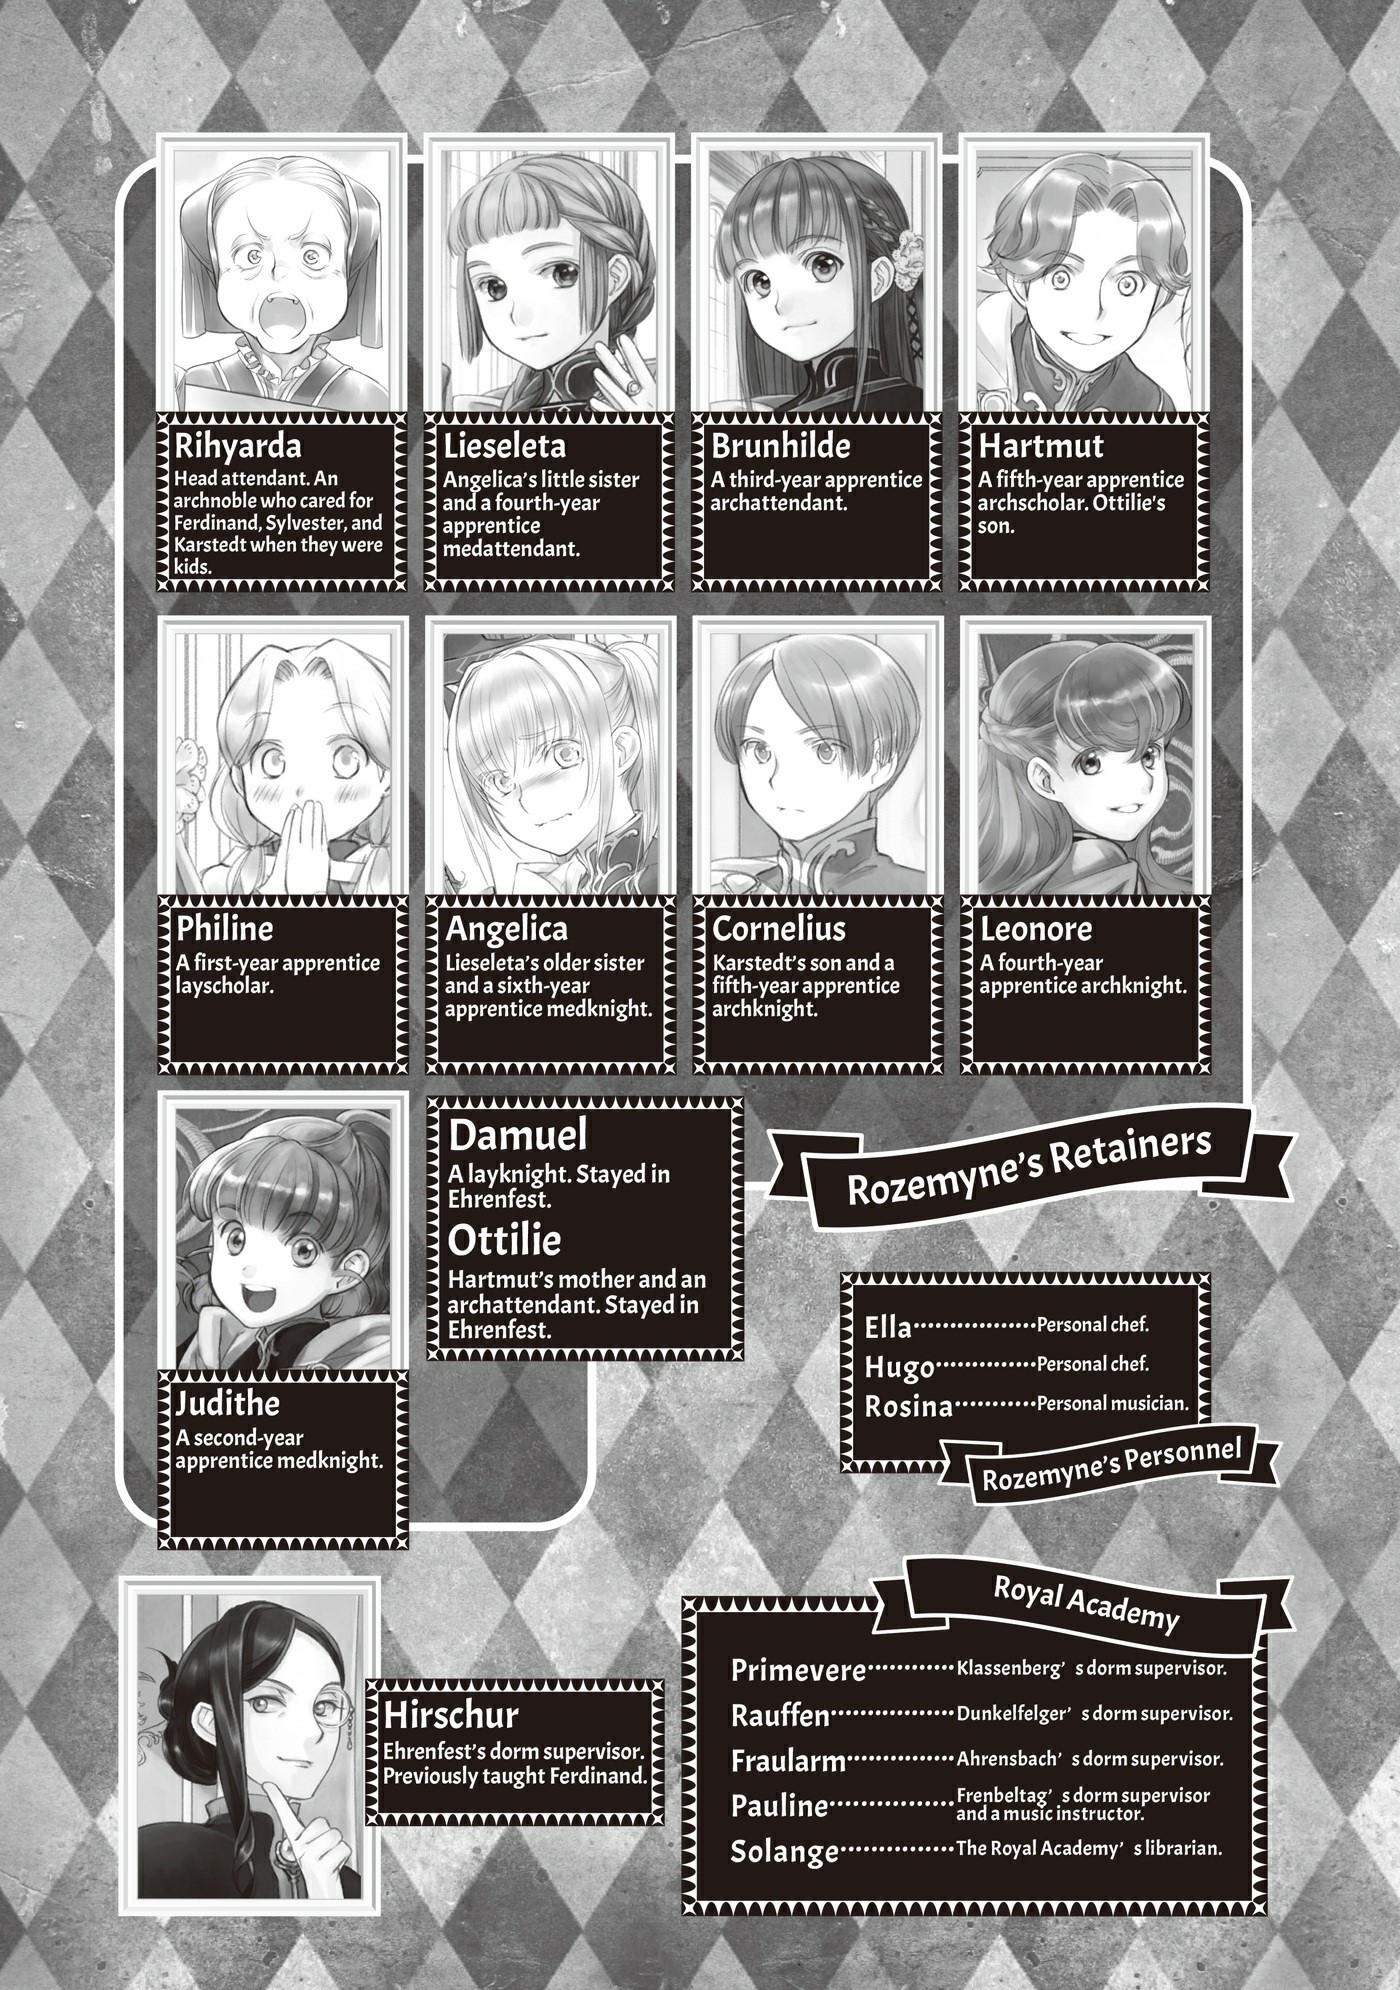 Rihyarda
Head attendant. An
archnoble who cared for
Ferdinand, Sylvester, and
Karstedt when they were
kids.
Lieseleta
Angelica's little sister
and a fourth-year
apprentice
medattendant.
Brunhilde
A third-year apprentice
archattendant.
Hartmut
A fifth-year apprentice
archscholar. Ottilie's
son.
Philine
A first-year apprentice
layscholar.
Angelica
Lieseleta's older sister
and a sixth-year
apprentice medknight.
Cornelius
Karstedt's son and a
fifth-year apprentice
archknight.
Leonore
A fourth-year
apprentice archknight.
Judithe
A second-year
apprentice medknight.
Damuel
A layknight. Stayed in
Ehrenfest.
Ottilie
Hartmut's mother and an
archattendant. Stayed in
Ehrenfest.
Rozemyne's Retainers
Ella············Personal chef.
Hugo············Personal chef.
Rosina············Personal musician.
Rozemyne's Personnel
Hirschur
Ehrenfest's dorm supervisor.
Previously taught Ferdinand.
Royal Academy
Primevere············Klassenberg' s dorm supervisor.
Rauffen············Dunkelfelger' s dorm supervisor.
Fraularm············Ahrensbach' s dorm supervisor.
Pauline············Frenbeltag' s dorm supervisor
and a music instructor.
Solange············The Royal Academy' s librarian.